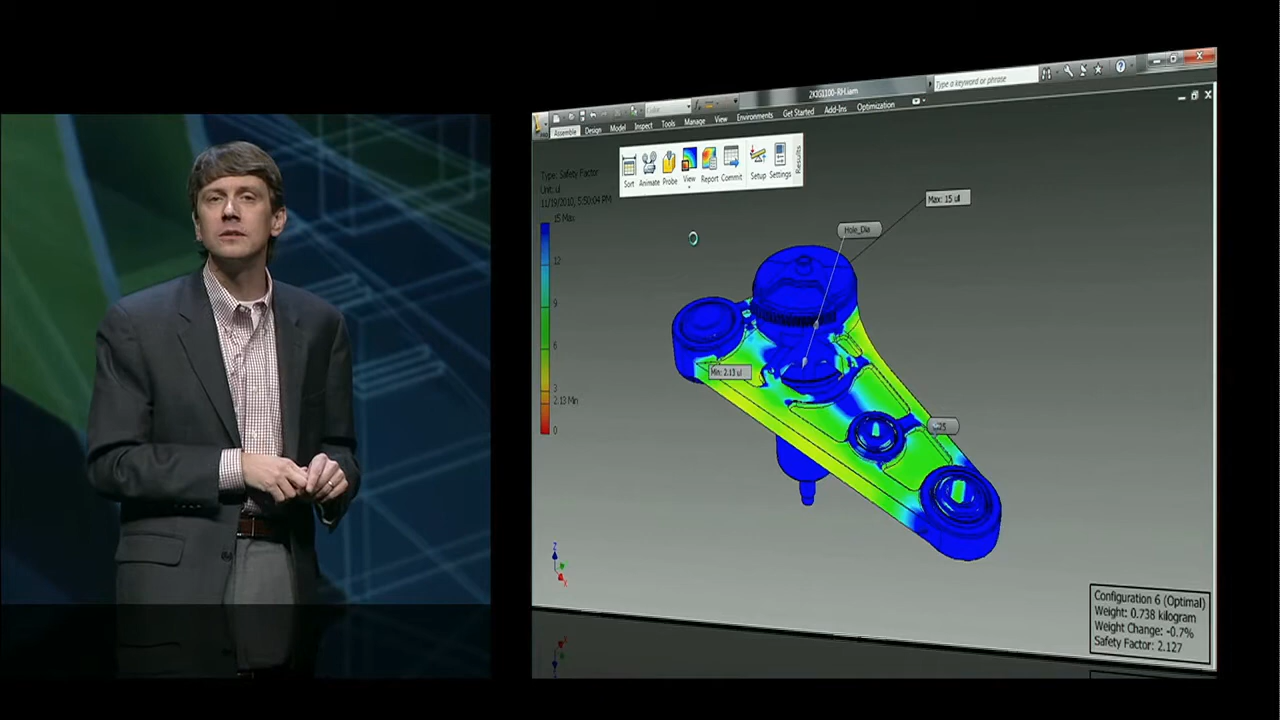 2KIG1100-RH.iam
Type a keyword or phrase
Assemble Design Model Inspect Tools Manage View Environments Get Started Add-Ins Optimization
Color
Sort Animate Probe View Report Commit Setup Settings
Results
Type: Safety Factor
Unit: ul
11/19/2010, 5:50:04 PM
15 Max
12
9
6
3
2.13 Min
0
Max: 15 ul
Hole_Dia
Min: 2.13 ul
Z
X
Configuration 6 (Optimal)
Weight: 0.738 kilogram
Weight Change: -0.7%
Safety Factor: 2.127